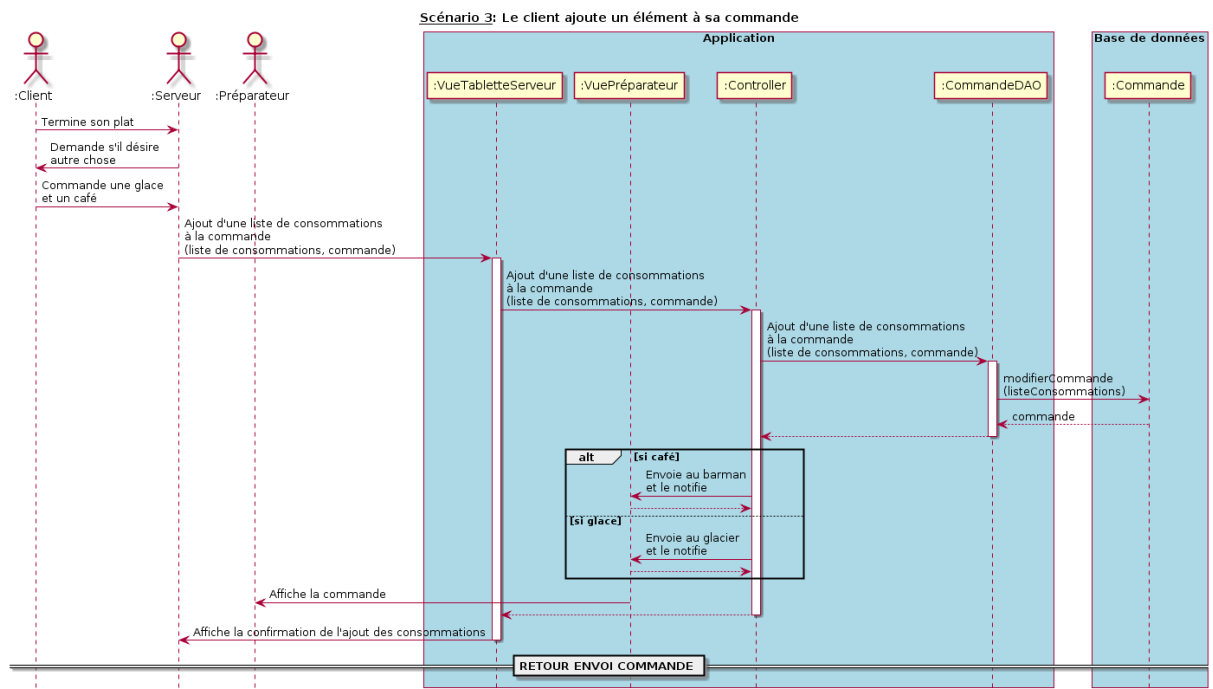 Scénario 3: Le client ajoute un élément à sa commande
Application
Base de données
:Client
:Serveur
:Préparateur
:VueTabletteServeur
:VuePréparateur
:Controller
:CommandeDAO
:Commande
Termine son plat
Demande s'il désire
autre chose
Commande une glace
et un café
Ajout d'une liste de consommations
à la commande
(liste de consommations, commande)
Ajout d'une liste de consommations
à la commande
(liste de consommations, commande)
Ajout d'une liste de consommations
à la commande
(liste de consommations, commande)
modifierCommande
(listeConsommations)
commande
alt
[si café]
Envoie au barman
et le notifie
[si glace]
Envoie au glacier
et le notifie
Affiche la commande
Affiche la confirmation de l'ajout des consommations
RETOUR ENVOI COMMANDE